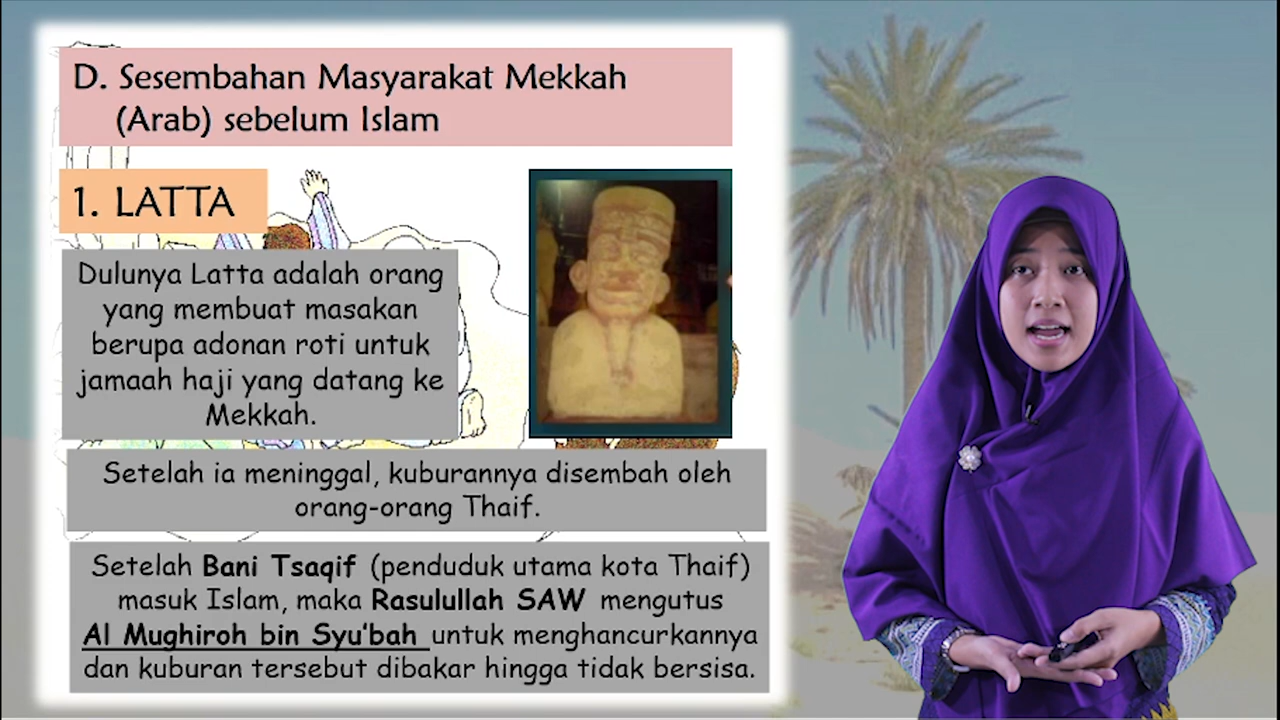 D. Sesembahan Masyarakat Mekkah
(Arab) sebelum Islam
1. LATTA
Dulunya Latta adalah orang
yang membuat masakan
berupa adonan roti untuk
jamaah haji yang datang ke
Mekkah.
Setelah ia meninggal, kuburannya disembah oleh
orang-orang Thaif.
Setelah Bani Tsaqif (penduduk utama kota Thaif)
masuk Islam, maka Rasulullah SAW mengutus
Al Mughiroh bin Syu'bah untuk menghancurkannya
dan kuburan tersebut dibakar hingga tidak bersisa.